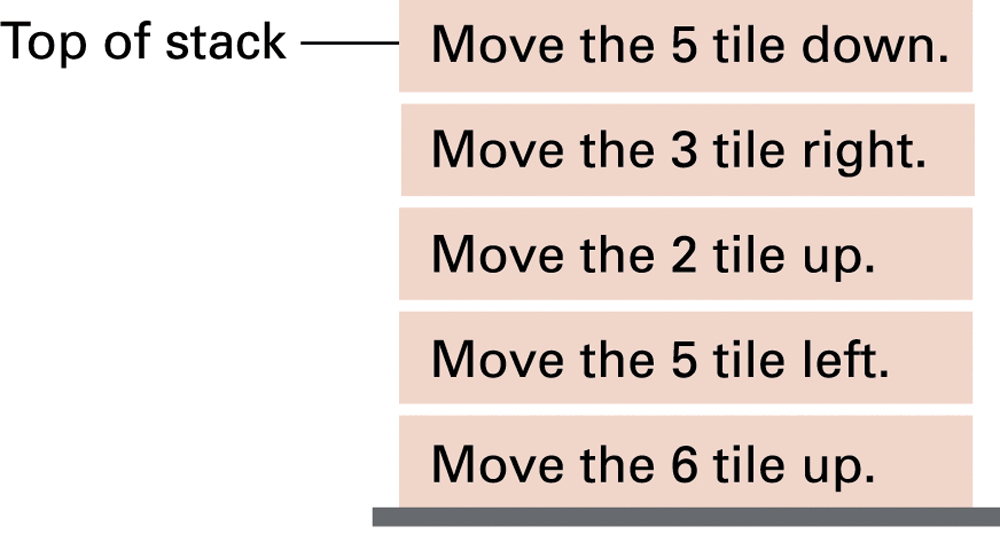 Top of stack
Move the 5 tile down.
Move the 3 tile right.
Move the 2 tile up.
Move the 5 tile left.
Move the 6 tile up.